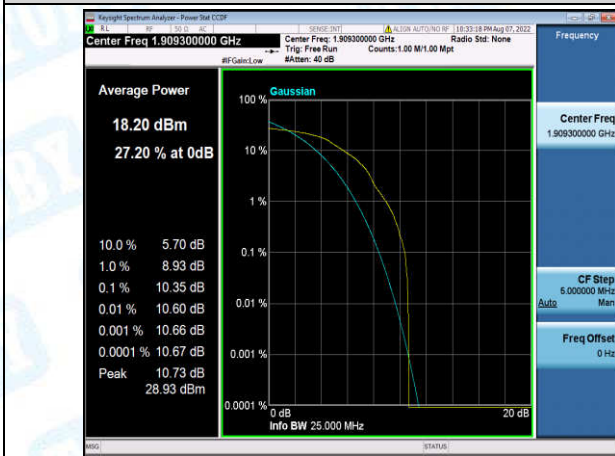 Keysight Spectrum Analyzer - Power Stat CCDF
RL RF 50 Ω AC SENSE:INT ALIGN AUTO/NO RF 10:33:18 PM Aug 07, 2022
Center Freq 1.909300000 GHz
Center Freq: 1.909300000 GHz Radio Std: None
Trig: Free Run Counts:1.00 M/1.00 Mpt
#IFGain:Low #Atten: 40 dB
Frequency
Average Power
18.20 dBm
27.20 % at 0dB
10.0 % 5.70 dB
1.0 % 8.93 dB
0.1 % 10.35 dB
0.01 % 10.60 dB
0.001 % 10.66 dB
0.0001 % 10.67 dB
Peak 10.73 dB
28.93 dBm
Gaussian
100 %
10 %
1 %
0.1 %
0.01 %
0.001 %
0.0001 %
0 dB 20 dB
Info BW 25.000 MHz
Center Freq
1.909300000 GHz
CF Step
5.000000 MHz
Auto Man
Freq Offset
0 Hz
MSG STATUS